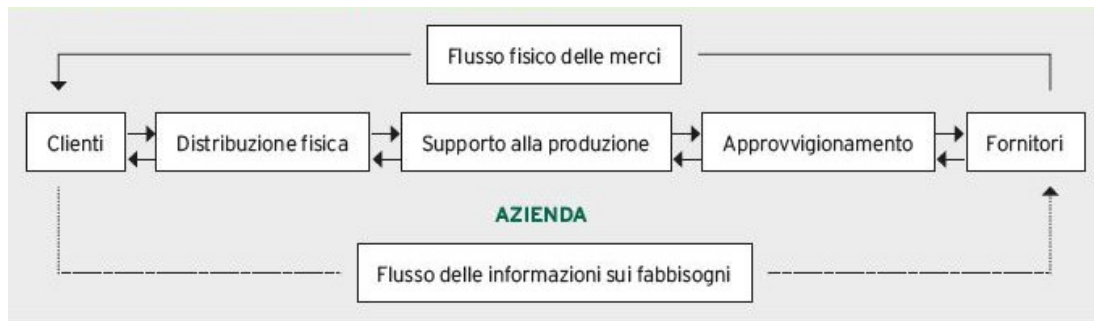 Flusso fisico delle merci
Clienti
Distribuzione fisica
Supporto alla produzione
Approvvigionamento
Fornitori
AZIENDA
Flusso delle informazioni sui fabbisogni